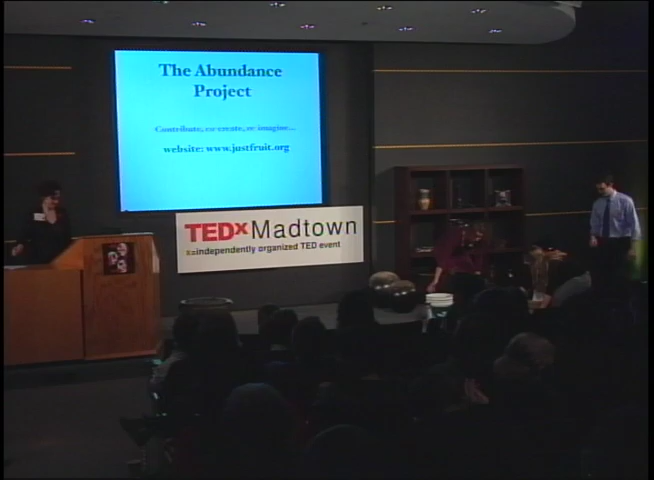 The Abundance
Project
Contribute, co-create, re-imagine...
website: www.justfruit.org
TEDxMadtown
x=independently organized TED event